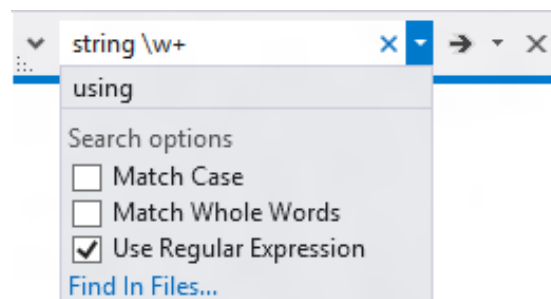 string \w+
using
Search options
Match Case
Match Whole Words
Use Regular Expression
Find In Files...